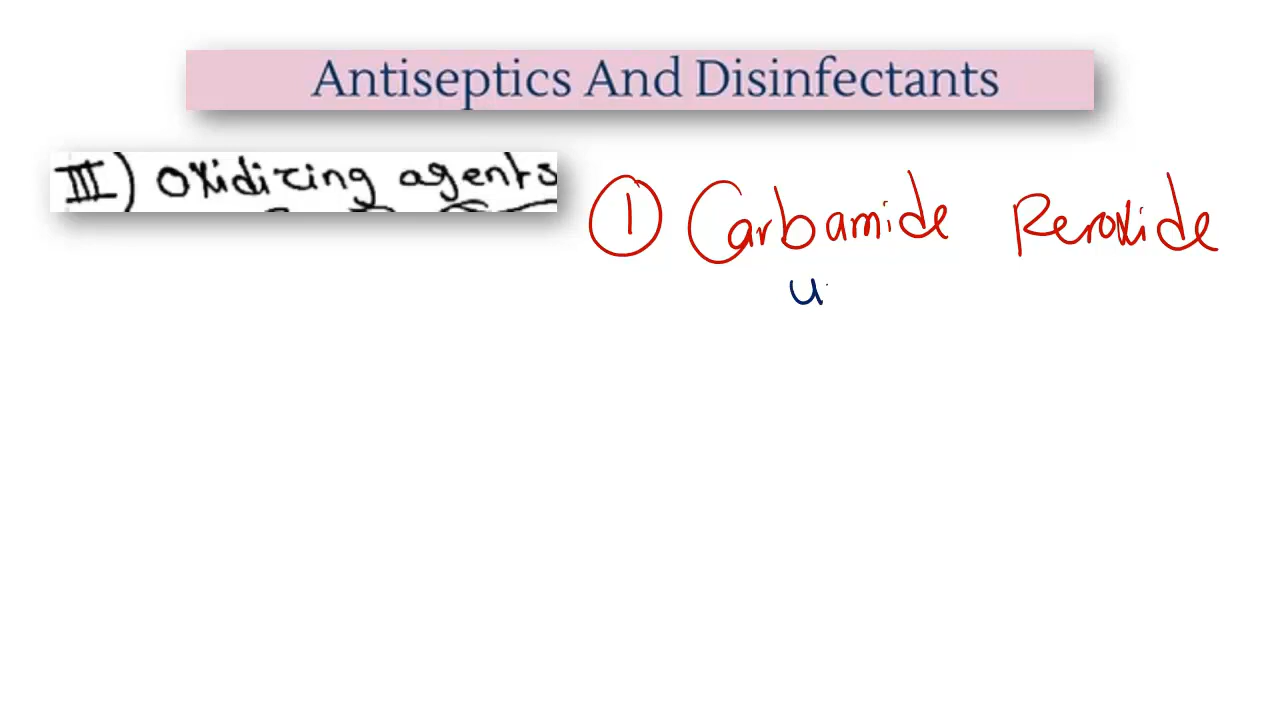 Antiseptics And Disinfectants
III) Oxidizing agents
① Carbamide Peroxide
u